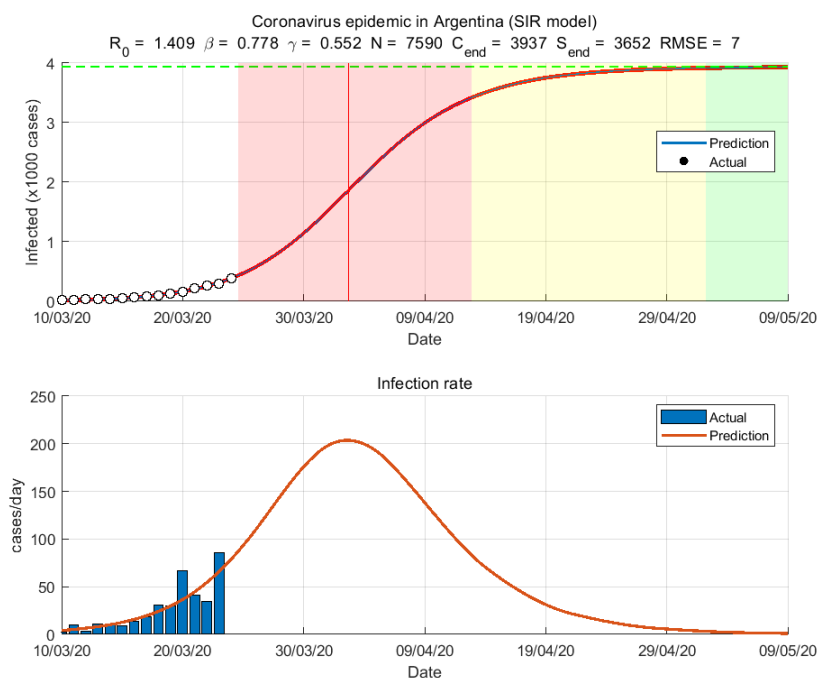 Coronavirus epidemic in Argentina (SIR model)
R0 = 1.409 β = 0.778 γ = 0.552 N = 7590 Cend = 3937 Send = 3652 RMSE = 7
Infected (x1000 cases)
4
3
2
1
0
Prediction
Actual
10/03/20 20/03/20 30/03/20 09/04/20 19/04/20 29/04/20 09/05/20
Date
Infection rate
cases/day
250
200
150
100
50
0
Actual
Prediction
10/03/20 20/03/20 30/03/20 09/04/20 19/04/20 29/04/20 09/05/20
Date